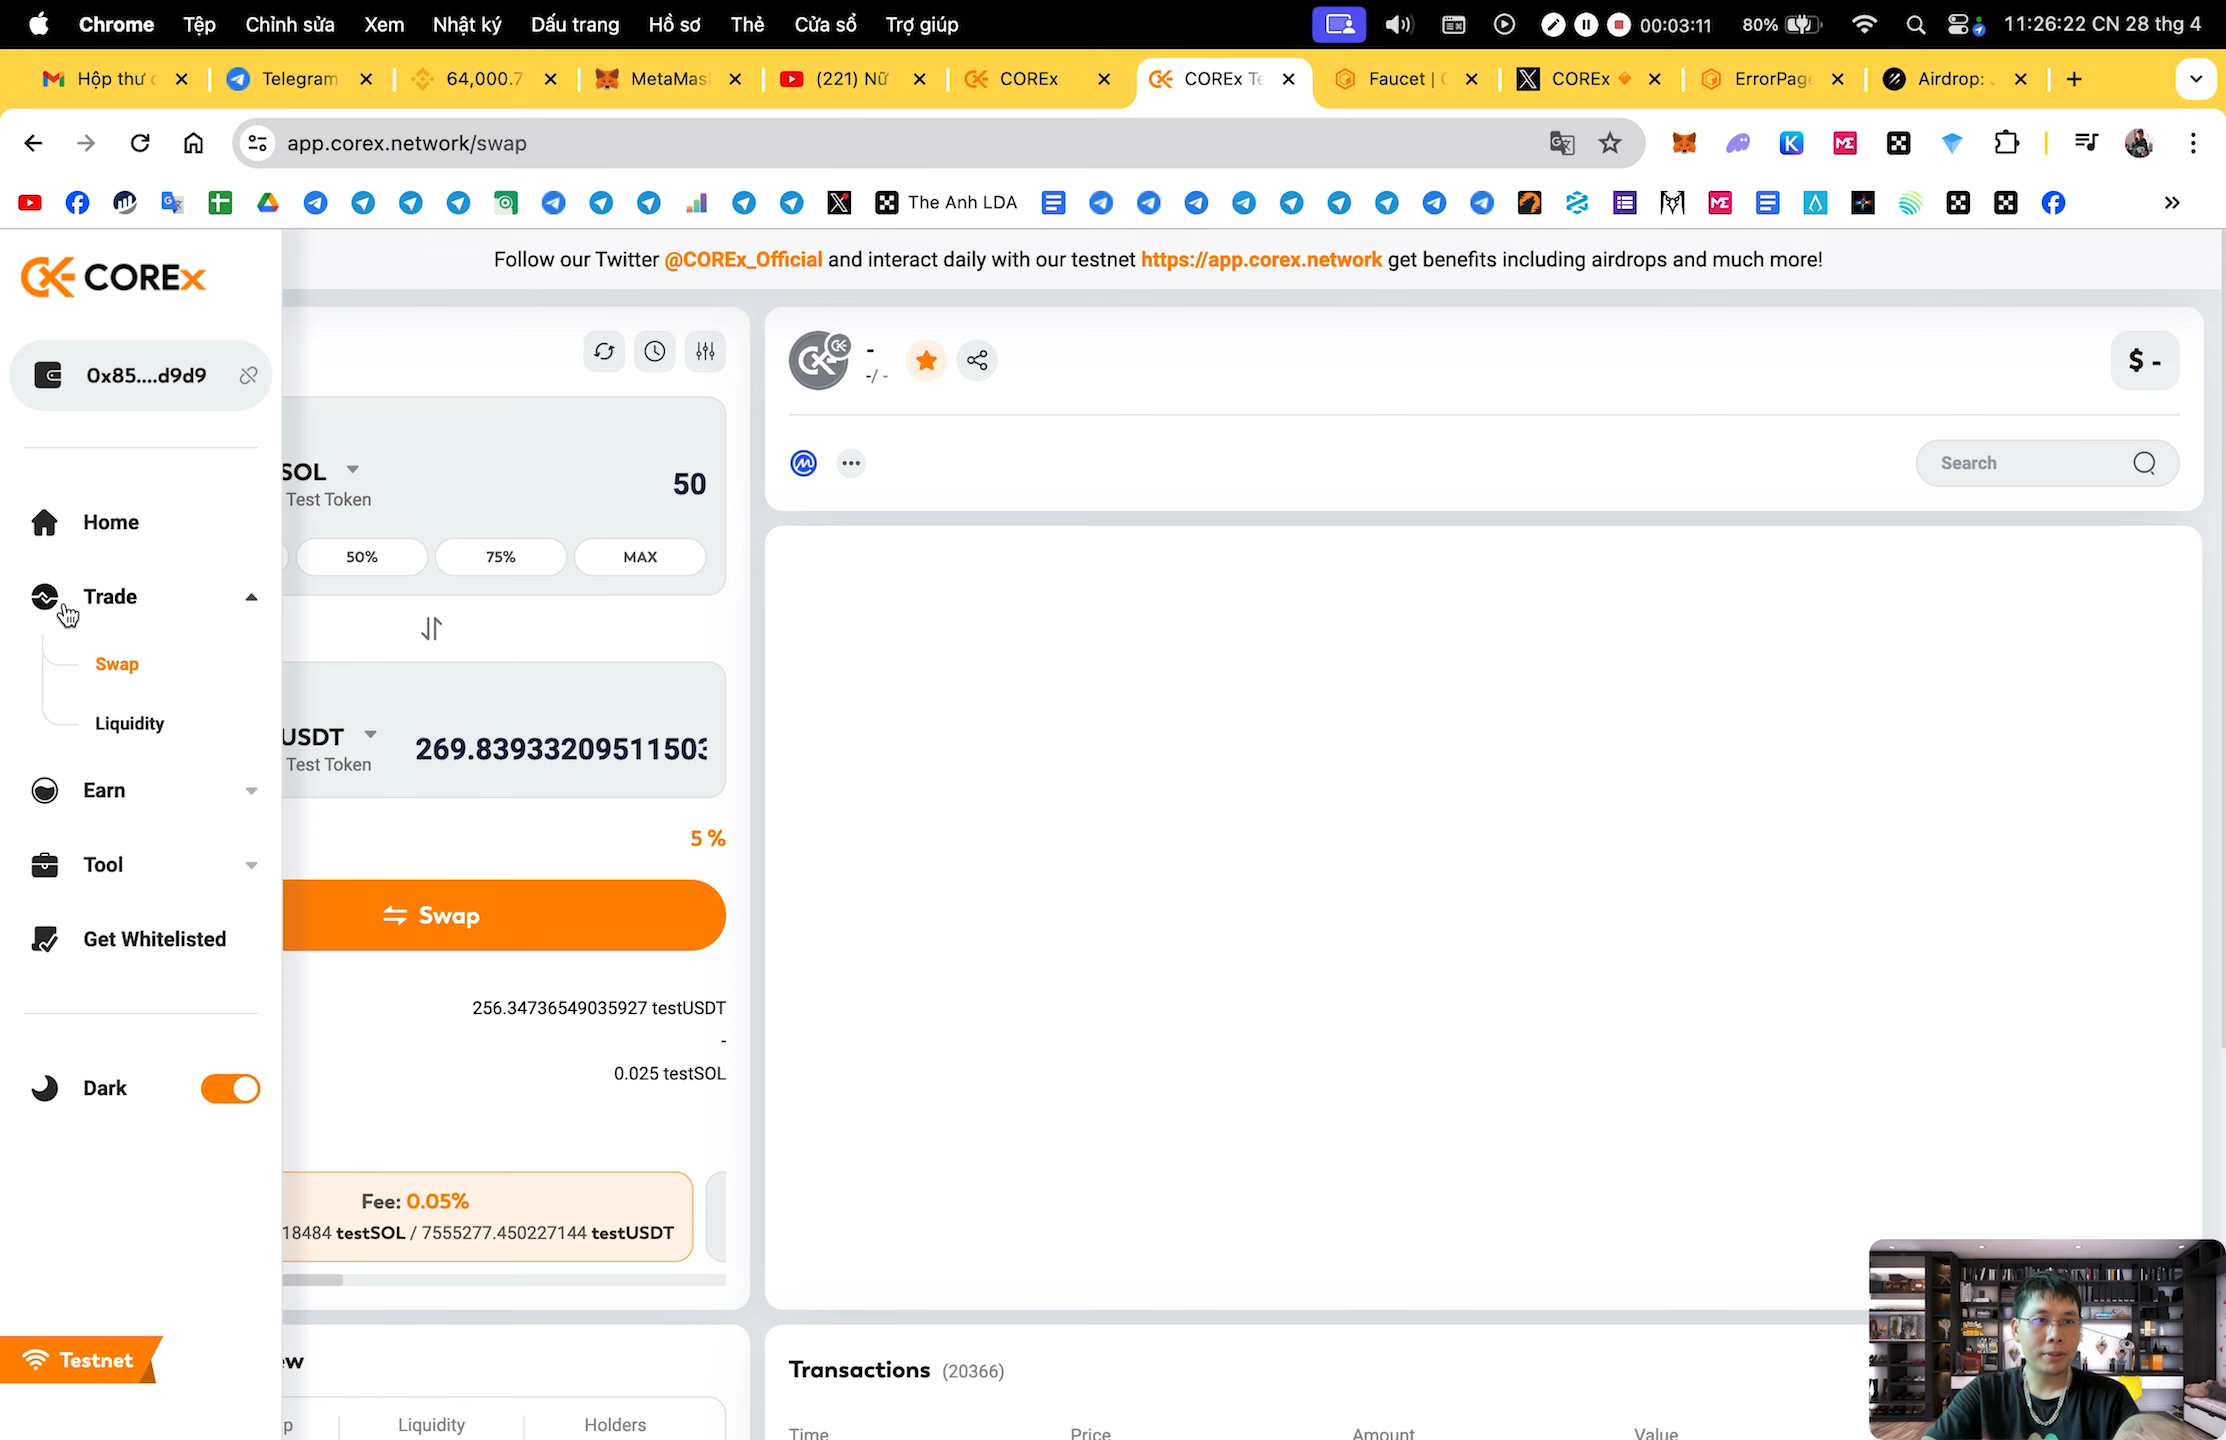 Chrome Tệp Chỉnh sửa Xem Nhật ký Dấu trang Hồ sơ Thẻ Cửa sổ Trợ giúp 00:03:11 80% 11:26:22 CN 28 thg 4
Hộp thư Telegram 64,000.7 MetaMas (221) Nữ COREx COREx Te Faucet | COREx ErrorPage Airdrop:
app.corex.network/swap
The Anh LDA
COREx
Follow our Twitter @COREx_Official and interact daily with our testnet https://app.corex.network get benefits including airdrops and much more!
0x85....d9d9
-
-/ -
$ -
SOL
50
Test Token
Search
50% 75% MAX
Home
Trade
Swap
Liquidity
USDT
269.8393320951150
Test Token
Earn
5 %
Tool
Swap
Get Whitelisted
256.34736549035927 testUSDT
-
0.025 testSOL
Dark
Fee: 0.05%
18484 testSOL / 7555277.450227144 testUSDT
Testnet
ew
Transactions (20366)
p Liquidity Holders
Time Price Amount Value